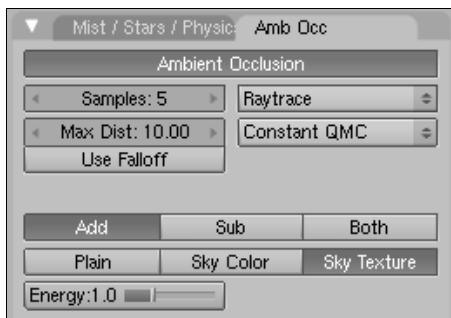 Mist / Stars / Physic Amb Occ
Ambient Occlusion
Samples: 5 Raytrace
Max Dist: 10.00 Constant QMC
Use Falloff
Add Sub Both
Plain Sky Color Sky Texture
Energy:1.0